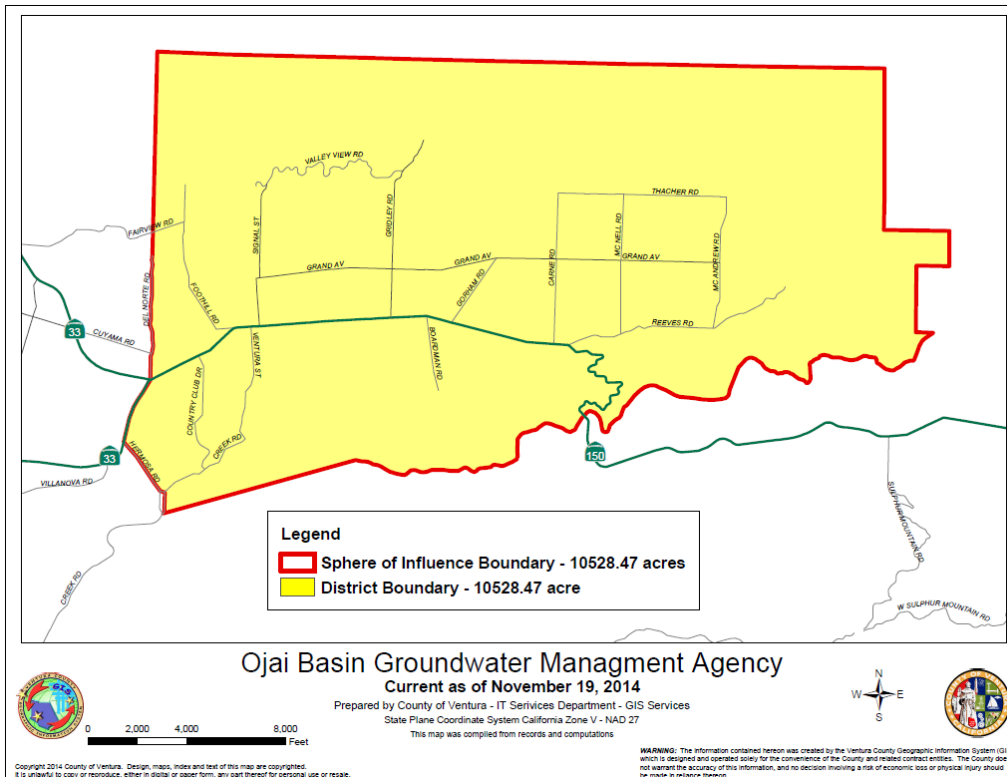 VALLEY VIEW RD
THACHER RD
FAIRVIEW RD
SIGNAL ST
GRIDLEY RD
MC NELL RD
CARNE RD
MC ANDREW RD
GRAND AV
GRAND AV
GRAND AV
GORHAM RD
DEL NORTE RD
FOOTHILL RD
33
CUYAMA RD
REEVES RD
VENTURA ST
BOARDMAN RD
COUNTRY CLUB DR
CREEK RD
HERMOSA RD
33
150
VILLANOVA RD
SULPHUR MOUNTAIN RD
CREEK RD
W SULPHUR MOUNTAIN RD
Legend
Sphere of Influence Boundary - 10528.47 acres
District Boundary - 10528.47 acre
Ojai Basin Groundwater Managment Agency
Current as of November 19, 2014
Prepared by County of Ventura - IT Serivices Department - GIS Services
State Plane Coordinate System California Zone V - NAD 27
This map was compiled from records and computations
GIS
N
W E
S
0 2,000 4,000 8,000
Feet
Copyright 2014 County of Ventura. Design, maps, index and text of this map are copyrighted.
It is unlawful to copy or reproduce, either in digital or paper form, any part thereof for personal use or resale.
WARNING: The information contained hereon was created by the Ventura County Geographic Information System (GI
which is designed and operated solely for the convenience of the County and related contract entities. The County do
not warrant the accuracy of this information, and no decision involving a risk of economic loss or physical injury should
be made in reliance thereon.